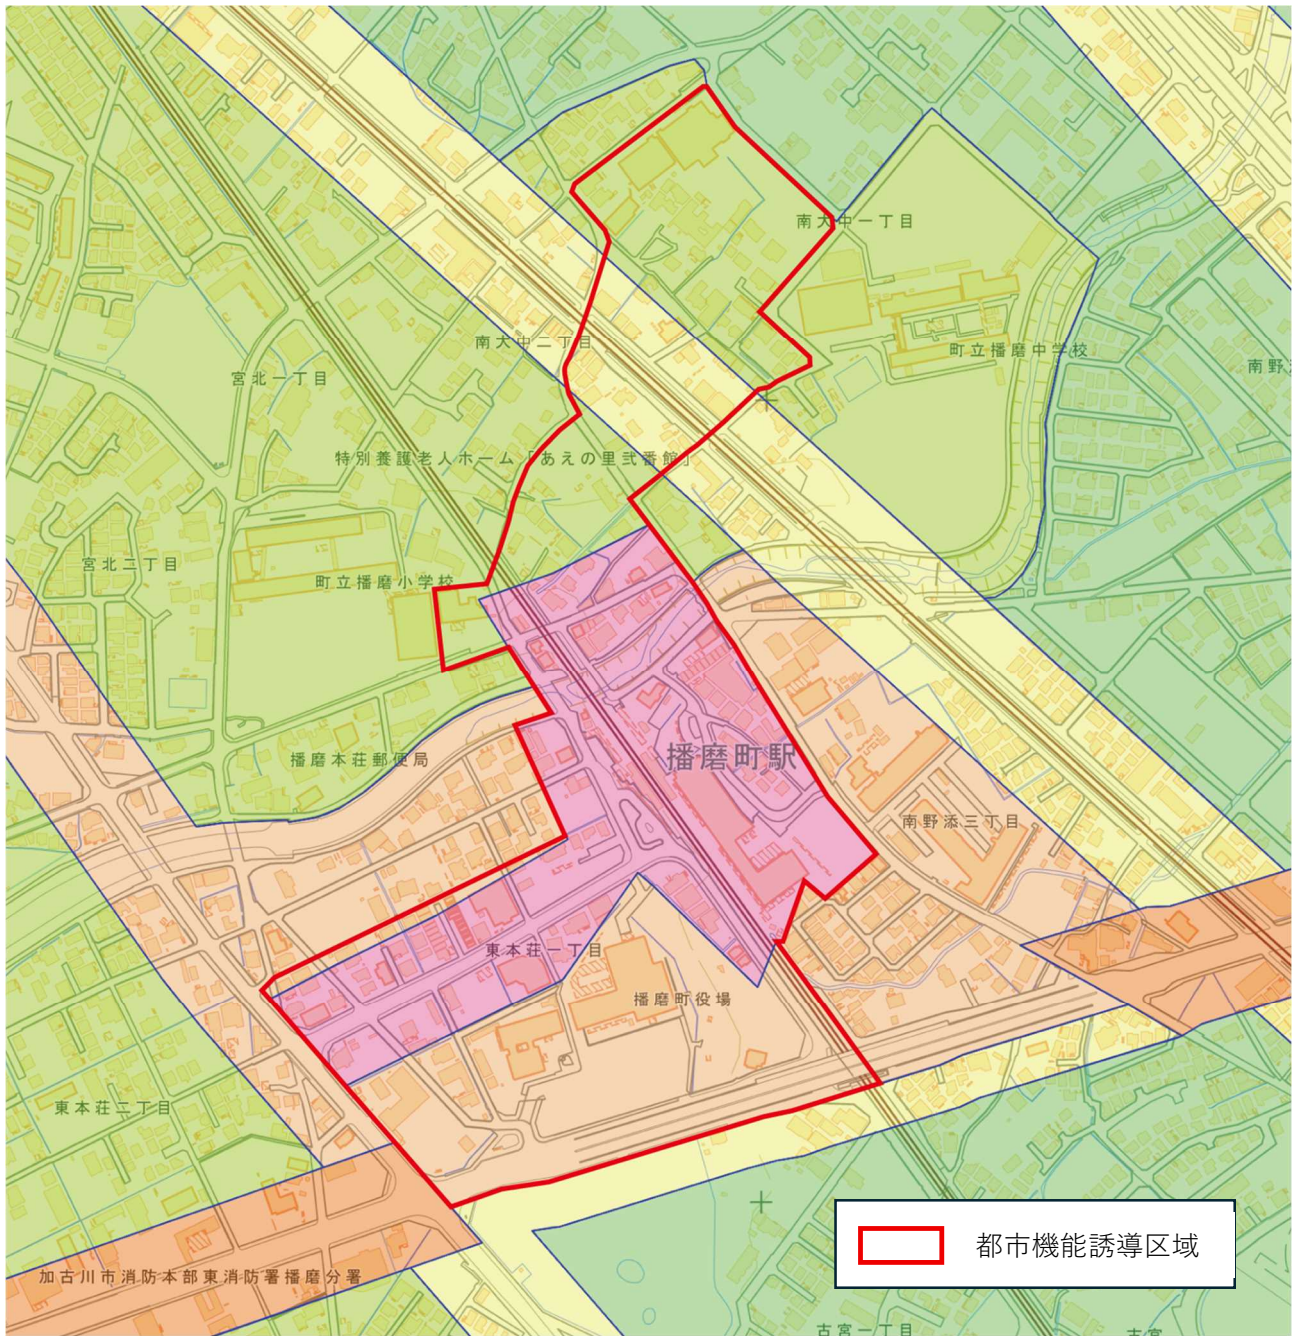 南大中一丁目
南大中二丁目
町立播磨中学校
南野
宮北一丁目
特別養護老人ホーム「あえの里弐番館」
宮北二丁目
町立播磨小学校
播磨町駅
播磨本荘郵便局
南野添三丁目
東本荘一丁目
播磨町役場
東本荘二丁目
都市機能誘導区域
加古川市消防本部東消防署播磨分署
古宮一丁目
古宮